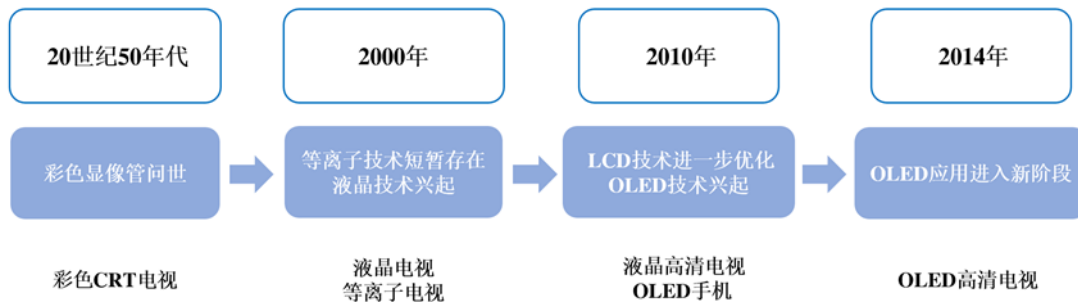 20世纪50年代
2000年
2010年
2014年
彩色显像管问世
等离子技术短暂存在
液晶技术兴起
LCD技术进一步优化
OLED技术兴起
OLED应用进入新阶段
彩色CRT电视
液晶电视
等离子电视
液晶高清电视
OLED手机
OLED高清电视